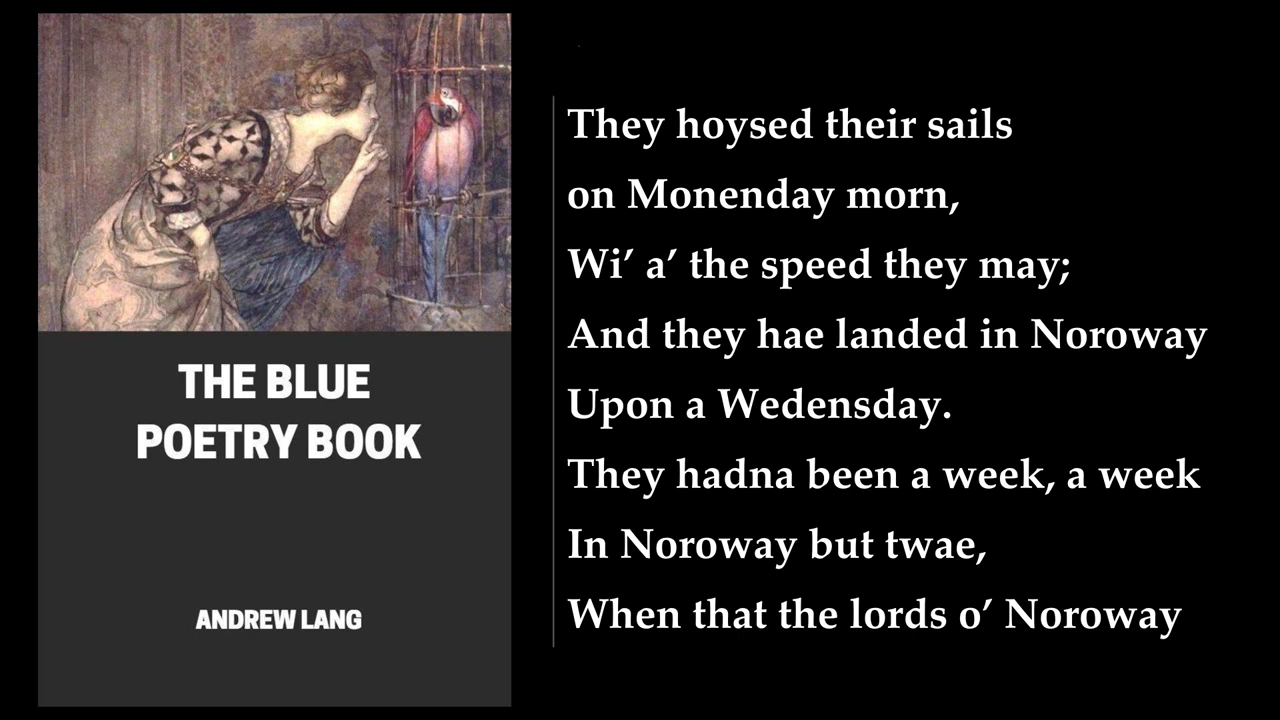 THE BLUE
POETRY BOOK
ANDREW LANG
They hoysed their sails
on Monenday morn,
Wi’ a’ the speed they may;
And they hae landed in Noroway
Upon a Wedensday.
They hadna been a week, a week
In Noroway but twae,
When that the lords o’ Noroway